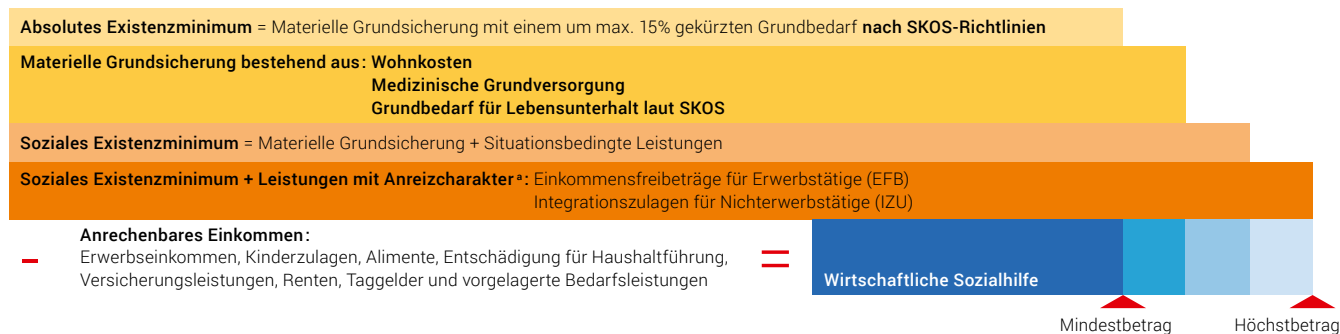 Absolutes Existenzminimum = Materielle Grundsicherung mit einem um max. 15% gekürzten Grundbedarf nach SKOS-Richtlinien
Materielle Grundsicherung bestehend aus: Wohnkosten
Medizinische Grundversorgung
Grundbedarf für Lebensunterhalt laut SKOS
Soziales Existenzminimum = Materielle Grundsicherung + Situationsbedingte Leistungen
Soziales Existenzminimum + Leistungen mit Anreizcharakter ª: Einkommensfreibeträge für Erwerbstätige (EFB)
Integrationszulagen für Nichterwerbstätige (IZU)
Anrechenbares Einkommen:
- Erwerbseinkommen, Kinderzulagen, Alimente, Entschädigung für Haushaltführung, =
Versicherungsleistungen, Renten, Taggelder und vorgelagerte Bedarfsleistungen
Wirtschaftliche Sozialhilfe
Mindestbetrag Höchstbetrag